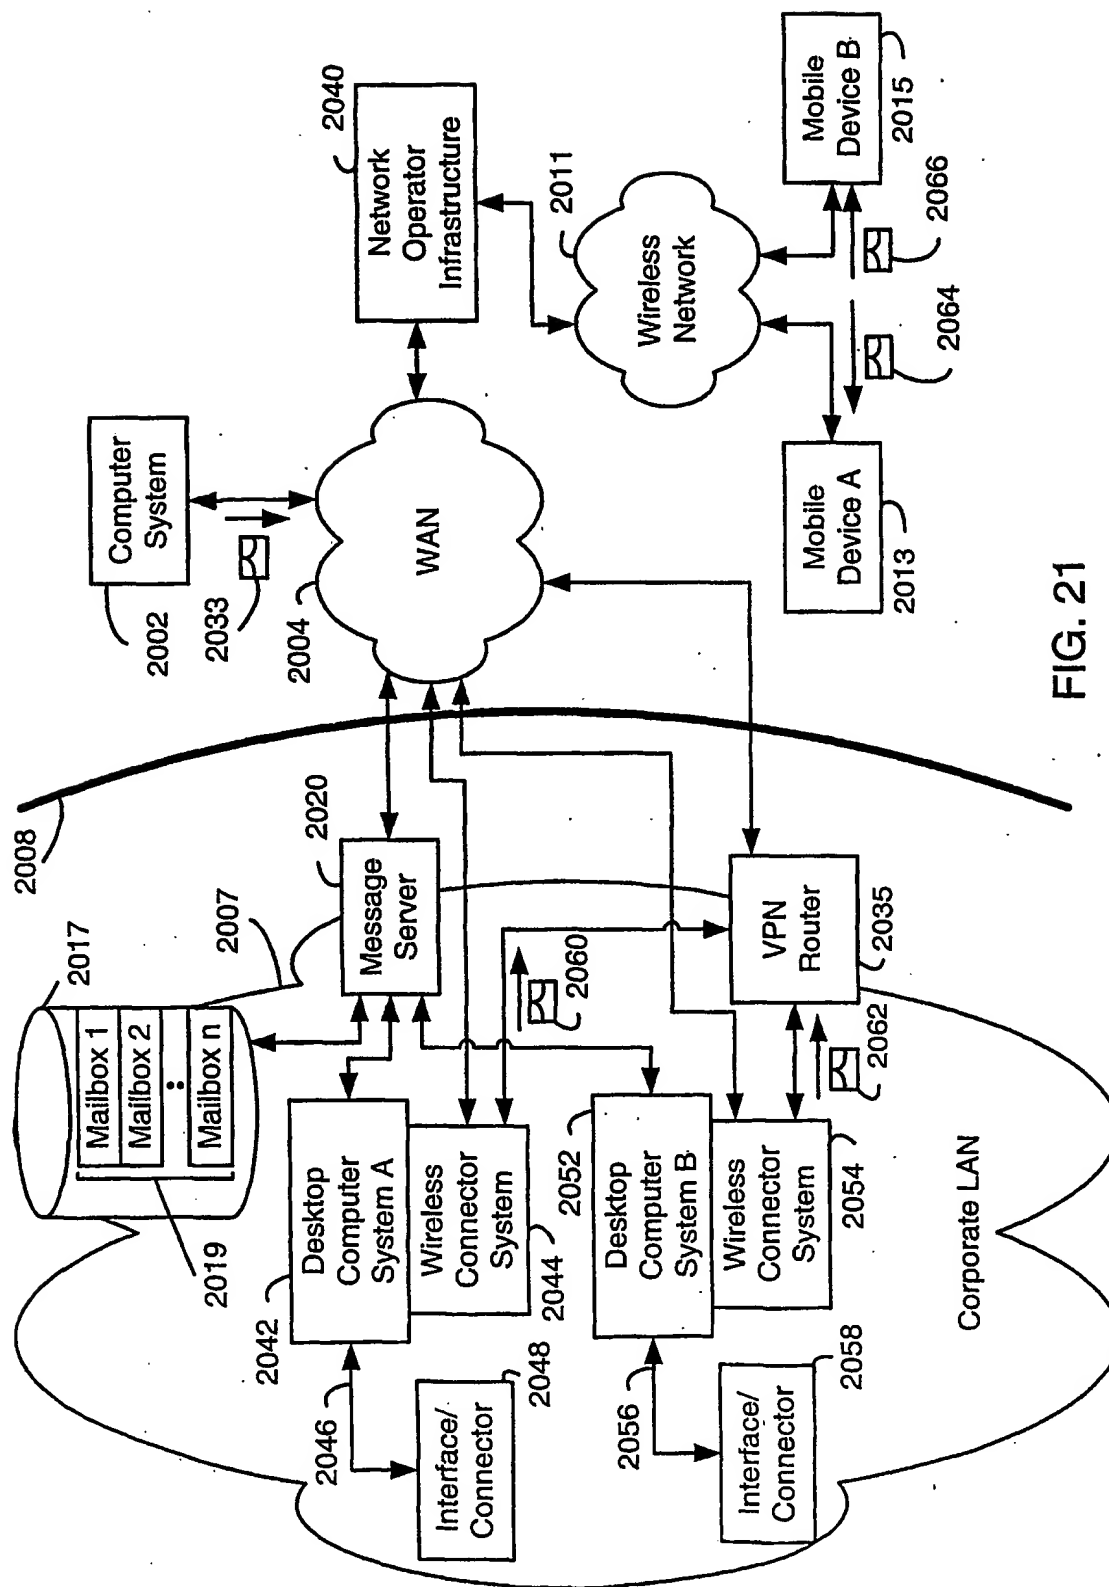 2017
Mailbox 1
Mailbox 2
Mailbox n
2019
2007
2008
2020
Message
Server
2002
Computer
System
2033
2004
WAN
2040
Network
Operator
Infrastructure
2011
Wireless
Network
Mobile
Device B
2015
2066
2064
Mobile
Device A
2013
2042
Desktop
Computer
System A
Wireless
Connector
System
2044
2046
2048
Interface/
Connector
2060
2052
Desktop
Computer
System B
Wireless
Connector
System
2054
2056
2058
Interface/
Connector
2062
VPN
Router
2035
Corporate LAN
FIG. 21